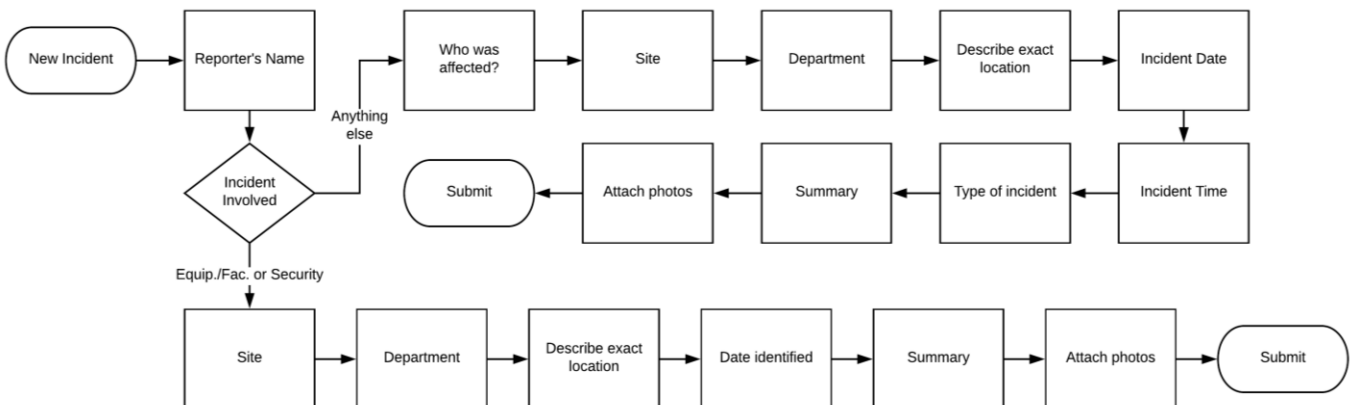 New Incident
Reporter's Name
Who was
affected?
Site
Department
Describe exact
location
Incident Date
Anything
else
Incident
Involved
Submit
Attach photos
Summary
Type of incident
Incident Time
Equip./Fac. or Security
Site
Department
Describe exact
location
Date identified
Summary
Attach photos
Submit